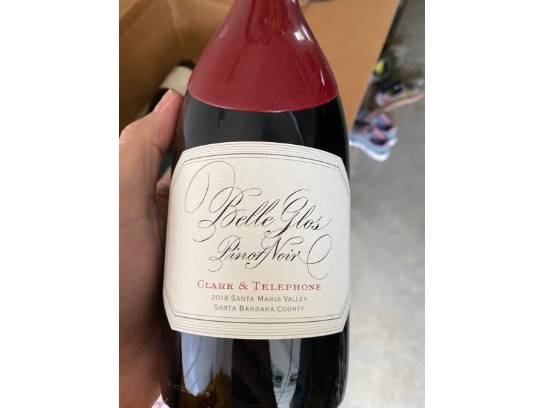 Belle Glos
Pinot Noir
CLARK & TELEPHONE
2018 SANTA MARIA VALLEY
SANTA BARBARA COUNTY